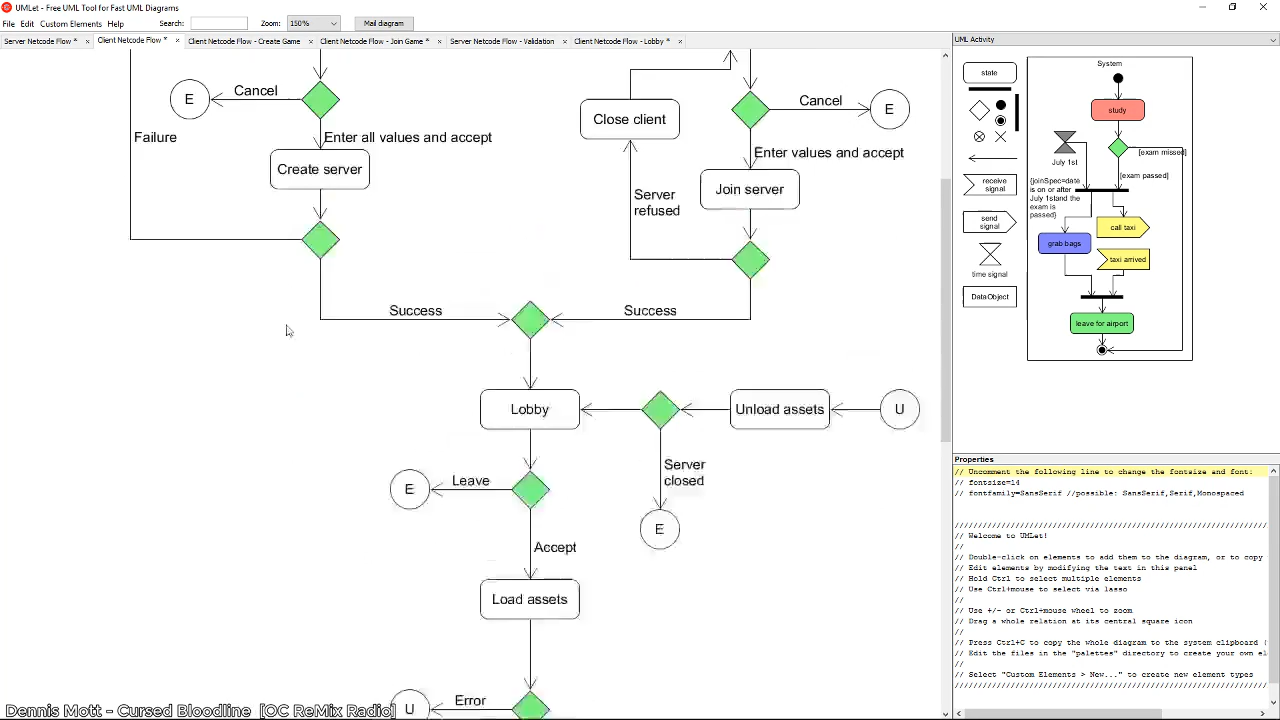 UMLet - Free UML Tool for Fast UML Diagrams
File Edit Custom Elements Help Search: Zoom: 150% Mail diagram
Server Netcode Flow * × Client Netcode Flow * × Client Netcode Flow - Create Game × Client Netcode Flow - Join Game * × Server Netcode Flow - Validation × Client Netcode Flow - Lobby * ×
E
Cancel
Failure
Enter all values and accept
Create server
Close client
Cancel
E
Enter values and accept
Server
refused
Join server
Success
Success
Lobby
Unload assets
U
E
Leave
Server
closed
E
Accept
Load assets
U
Error
Dennis Mott - Cursed Bloodline [OC ReMix Radio]
UML Activity
state
receive
signal
send
signal
time signal
DataObject
System
study
July 1st
[exam missed]
[exam passed]
{joinSpec=date
is on or after
July 1stand the
exam is
passed}
call taxi
grab bags
taxi arrived
leave for airport
Properties
// Uncomment the following line to change the fontsize and font:
// fontsize=14
// fontfamily=SansSerif //possible: SansSerif,Serif,Monospaced
//////////////////////////////////////////////////////////////
// Welcome to UMLet!
//
// Double-click on elements to add them to the diagram, or to copy
// Edit elements by modifying the text in this panel
// Hold Ctrl to select multiple elements
// Use Ctrl+mouse to select via lasso
//
// Use +/- or Ctrl+mouse wheel to zoom
// Drag a whole relation at its central square icon
//
// Press Ctrl+C to copy the whole diagram to the system clipboard (
// Edit the files in the "palettes" directory to create your own el
//
// Select "Custom Elements > New..." to create new element types
//////////////////////////////////////////////////////////////